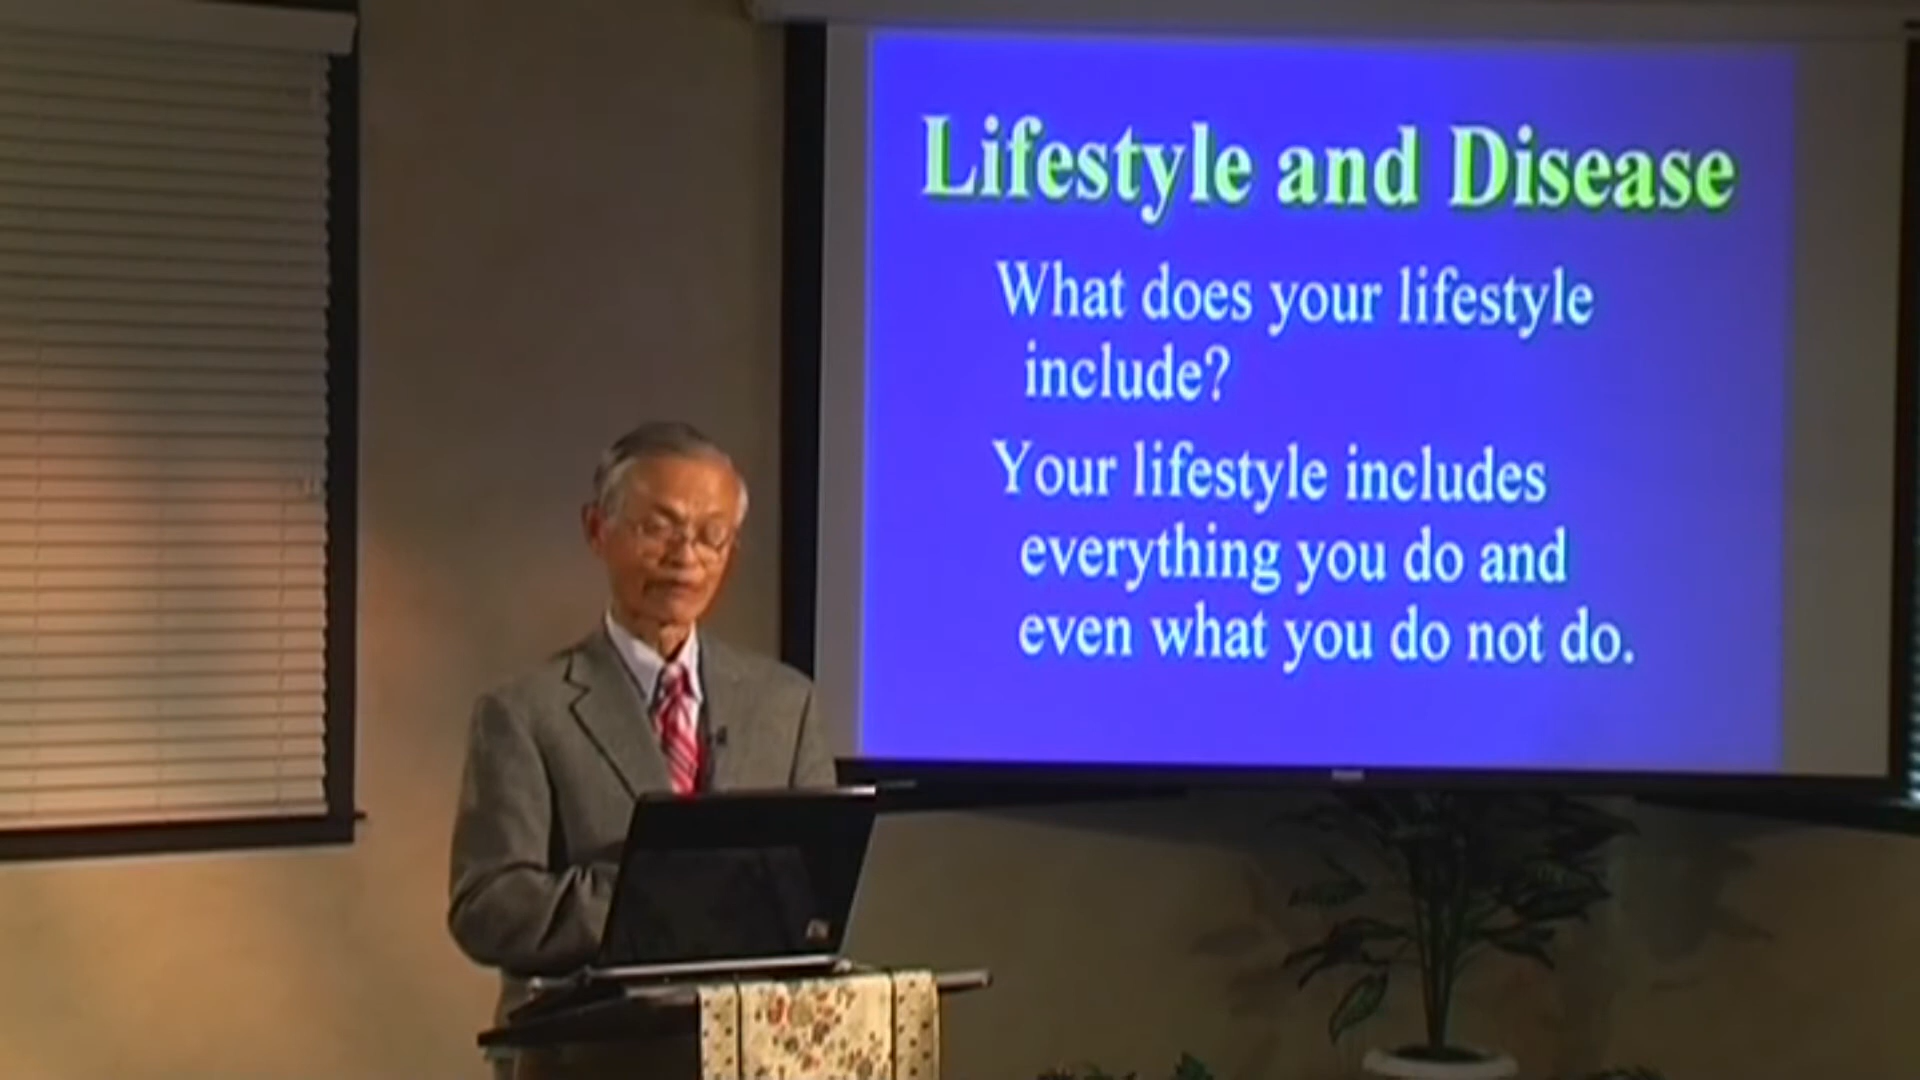 Lifestyle and Disease
What does your lifestyle
include?
Your lifestyle includes
everything you do and
even what you do not do.